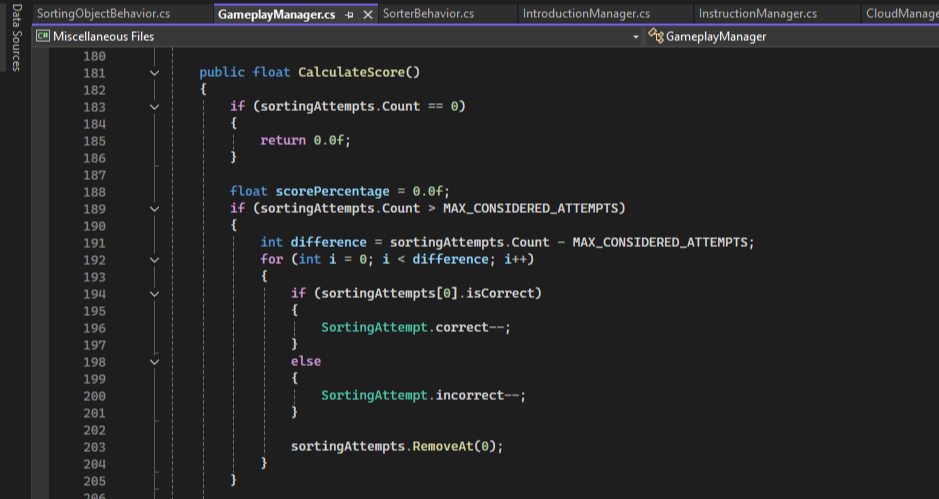 Data Sources
SortingObjectBehavior.cs GameplayManager.cs SorterBehavior.cs IntroductionManager.cs InstructionManager.cs CloudManage
C# Miscellaneous Files GameplayManager
180
181 public float CalculateScore()
182 {
183 if (sortingAttempts.Count == 0)
184 {
185 return 0.0f;
186 }
187
188 float scorePercentage = 0.0f;
189 if (sortingAttempts.Count > MAX_CONSIDERED_ATTEMPTS)
190 {
191 int difference = sortingAttempts.Count - MAX_CONSIDERED_ATTEMPTS;
192 for (int i = 0; i < difference; i++)
193 {
194 if (sortingAttempts[0].isCorrect)
195 {
196 SortingAttempt.correct--;
197 }
198 else
199 {
200 SortingAttempt.incorrect--;
201 }
202
203 sortingAttempts.RemoveAt(0);
204 }
205 }
206